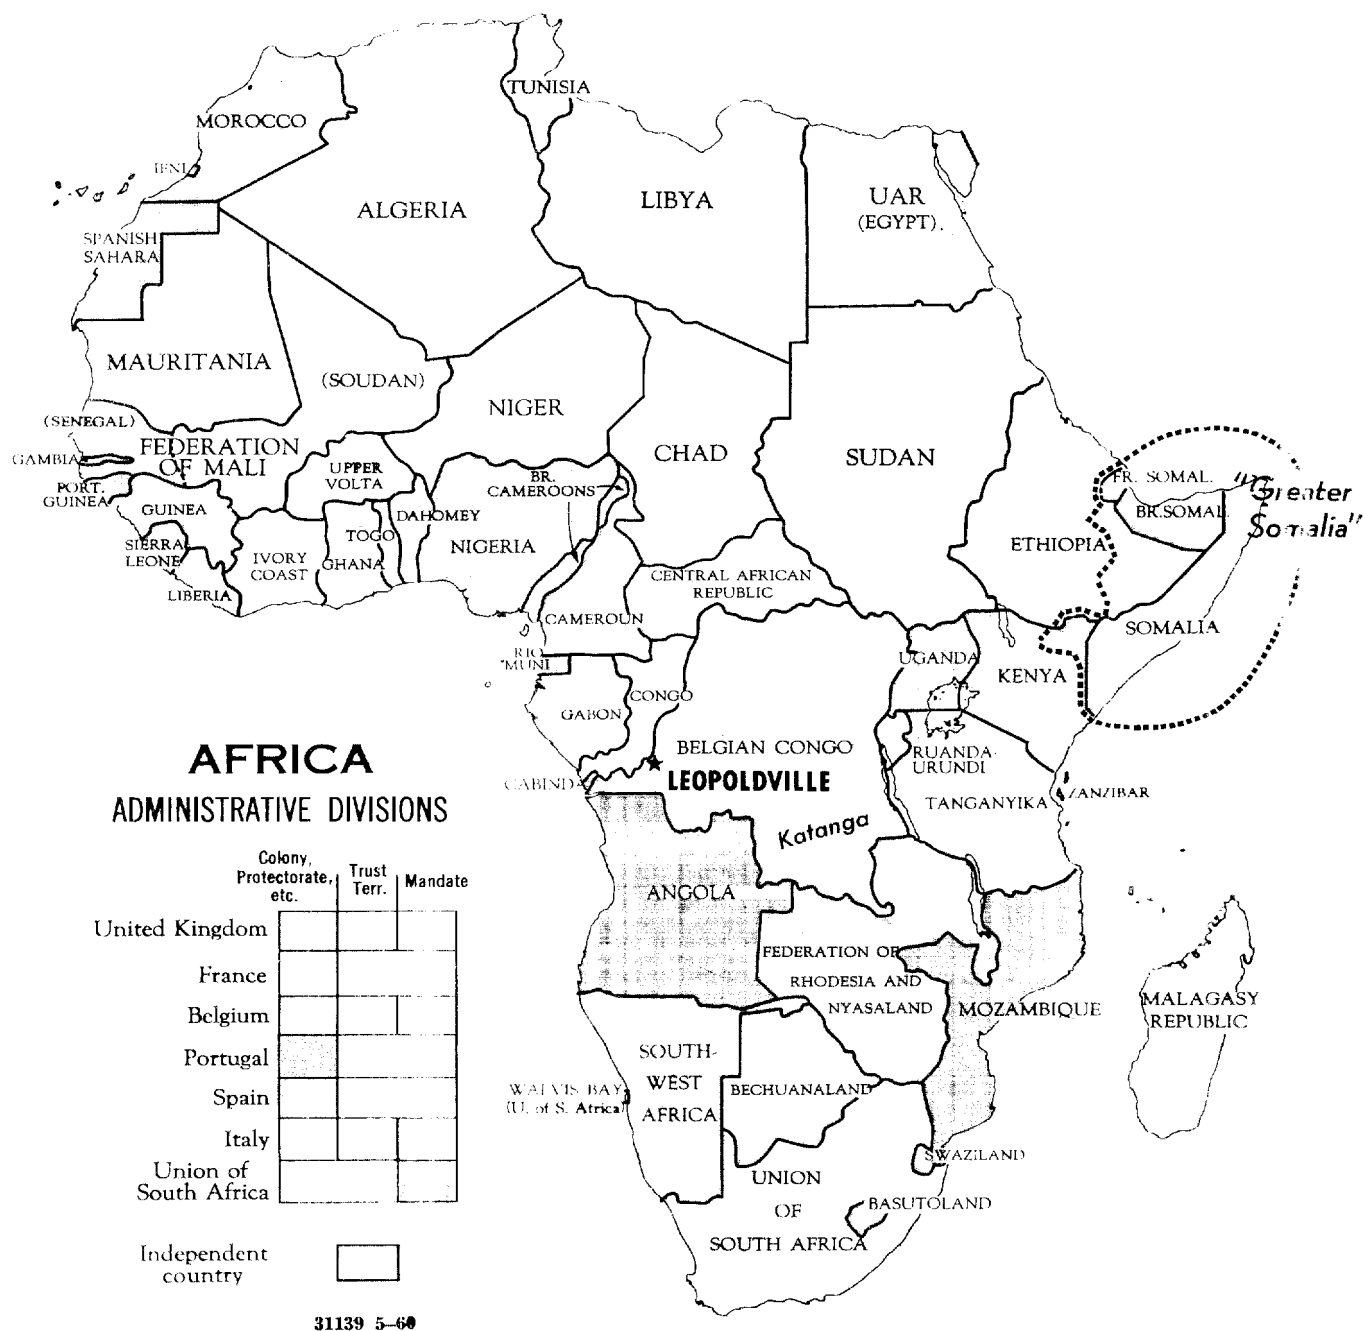 TUNISIA
MOROCCO
IFNI
ALGERIA
LIBYA
UAR
(EGYPT).
SPANISH
SAHARA
MAURITANIA
(SOUDAN)
NIGER
CHAD
SUDAN
(SENEGAL)
FEDERATION
OF MALI
GAMBIA
PORT.
GUINEA
GUINEA
SIERRA
LEONE
LIBERIA
IVORY
COAST
UPPER
VOLTA
GHANA
TOGO
DAHOMEY
NIGERIA
BR.
CAMEROONS
FR. SOMAL.
BR.SOMAL.
"Greater
Somalia"
ETHIOPIA
CENTRAL AFRICAN
REPUBLIC
CAMEROUN
RIO
MUNI
SOMALIA
UGANDA
KENYA
CONGO
GABON
BELGIAN CONGO
LEOPOLDVILLE
CABINDA
RUANDA-
URUNDI
TANGANYIKA
ZANZIBAR
Katanga
ANGOLA
FEDERATION OF
RHODESIA AND
NYASALAND
MOZAMBIQUE
MALAGASY
REPUBLIC
SOUTH-
WEST
AFRICA
WALVIS BAY
(U. of S. Africa)
BECHUANALAND
SWAZILAND
BASUTOLAND
UNION
OF
SOUTH AFRICA
AFRICA
ADMINISTRATIVE DIVISIONS
Colony,
Protectorate,
etc.
Trust
Terr.
Mandate
United Kingdom
France
Belgium
Portugal
Spain
Italy
Union of
South Africa
Independent
country
31139 5-60